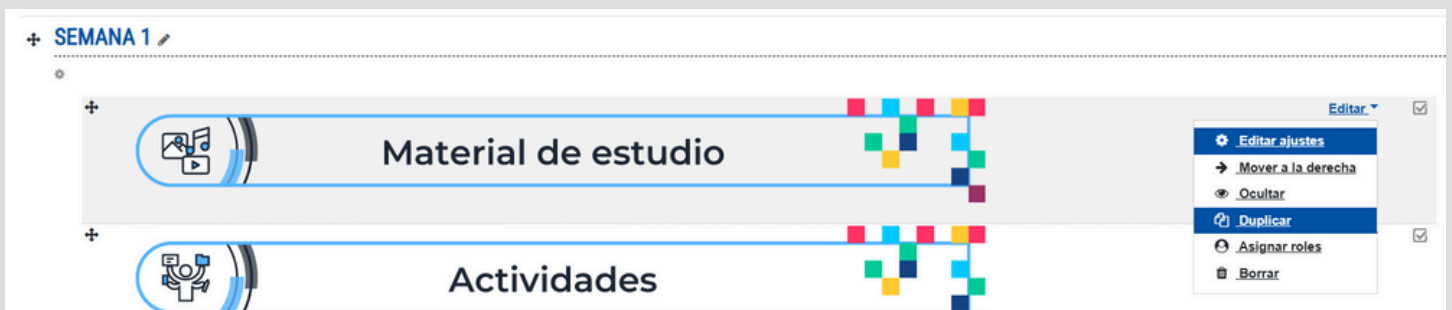 SEMANA 1
Material de estudio
Editar
Editar ajustes
Mover a la derecha
Ocultar
Duplicar
Asignar roles
Borrar
Actividades